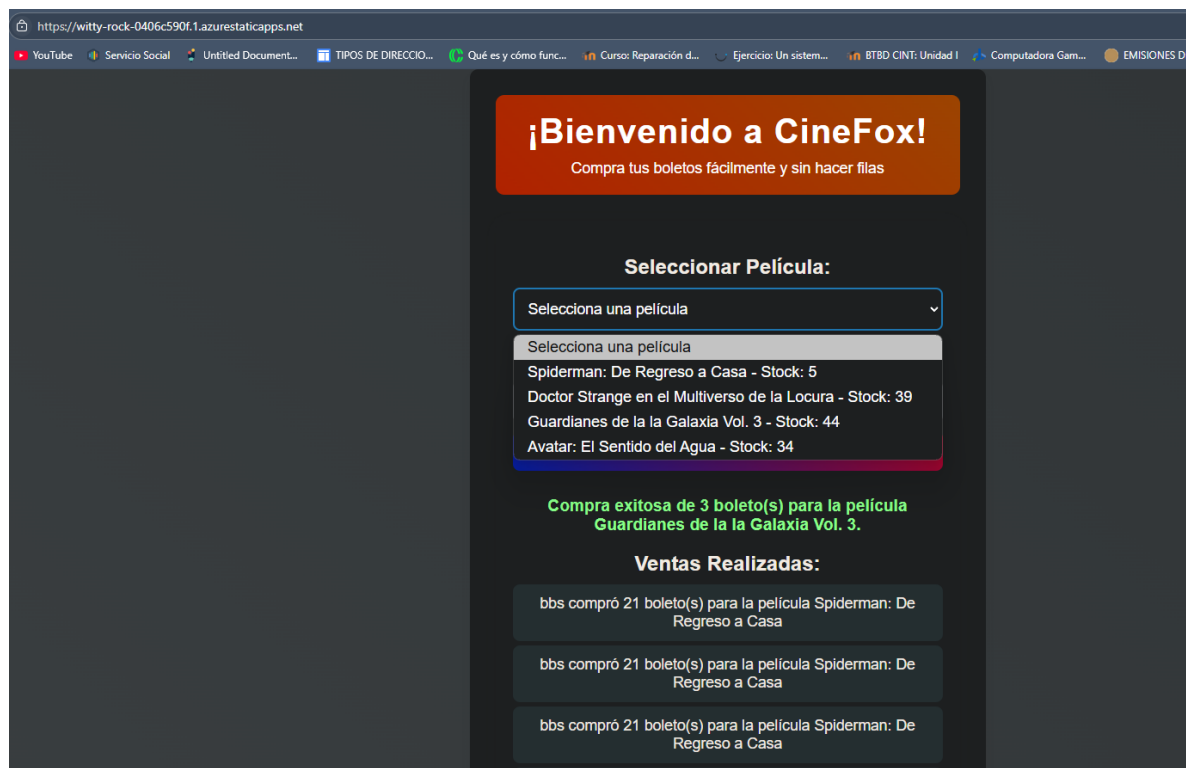 https://witty-rock-0406c590f.1.azurestaticapps.net
YouTube Servicio Social Untitled Document... TIPOS DE DIRECCIO... Qué es y cómo func... Curso: Reparación d... Ejercicio: Un sistem... BTBD CINT: Unidad I Computadora Gam... EMISIONES D
¡Bienvenido a CineFox!
Compra tus boletos fácilmente y sin hacer filas
Seleccionar Película:
Selecciona una película
Selecciona una película
Spiderman: De Regreso a Casa - Stock: 5
Doctor Strange en el Multiverso de la Locura - Stock: 39
Guardianes de la la Galaxia Vol. 3 - Stock: 44
Avatar: El Sentido del Agua - Stock: 34
Compra exitosa de 3 boleto(s) para la película
Guardianes de la la Galaxia Vol. 3.
Ventas Realizadas:
bbs compró 21 boleto(s) para la película Spiderman: De
Regreso a Casa
bbs compró 21 boleto(s) para la película Spiderman: De
Regreso a Casa
bbs compró 21 boleto(s) para la película Spiderman: De
Regreso a Casa